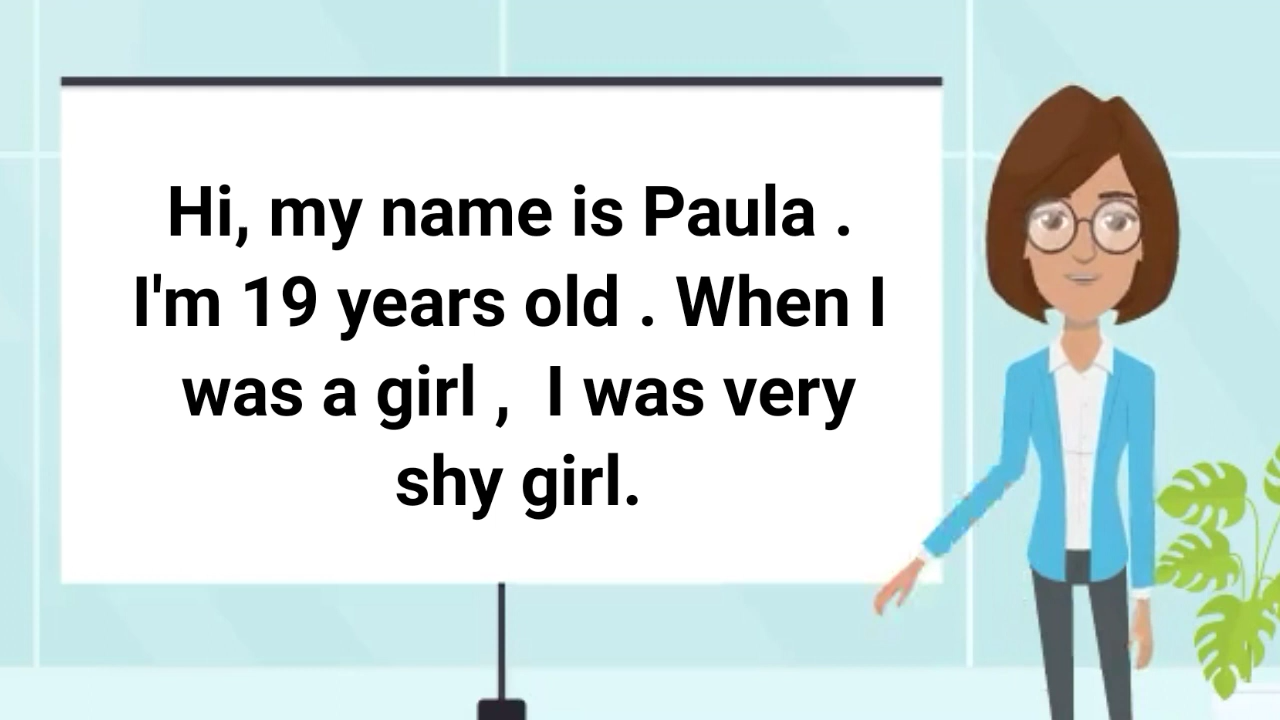 Hi, my name is Paula .
I'm 19 years old . When I
was a girl ,  I was very
shy girl.